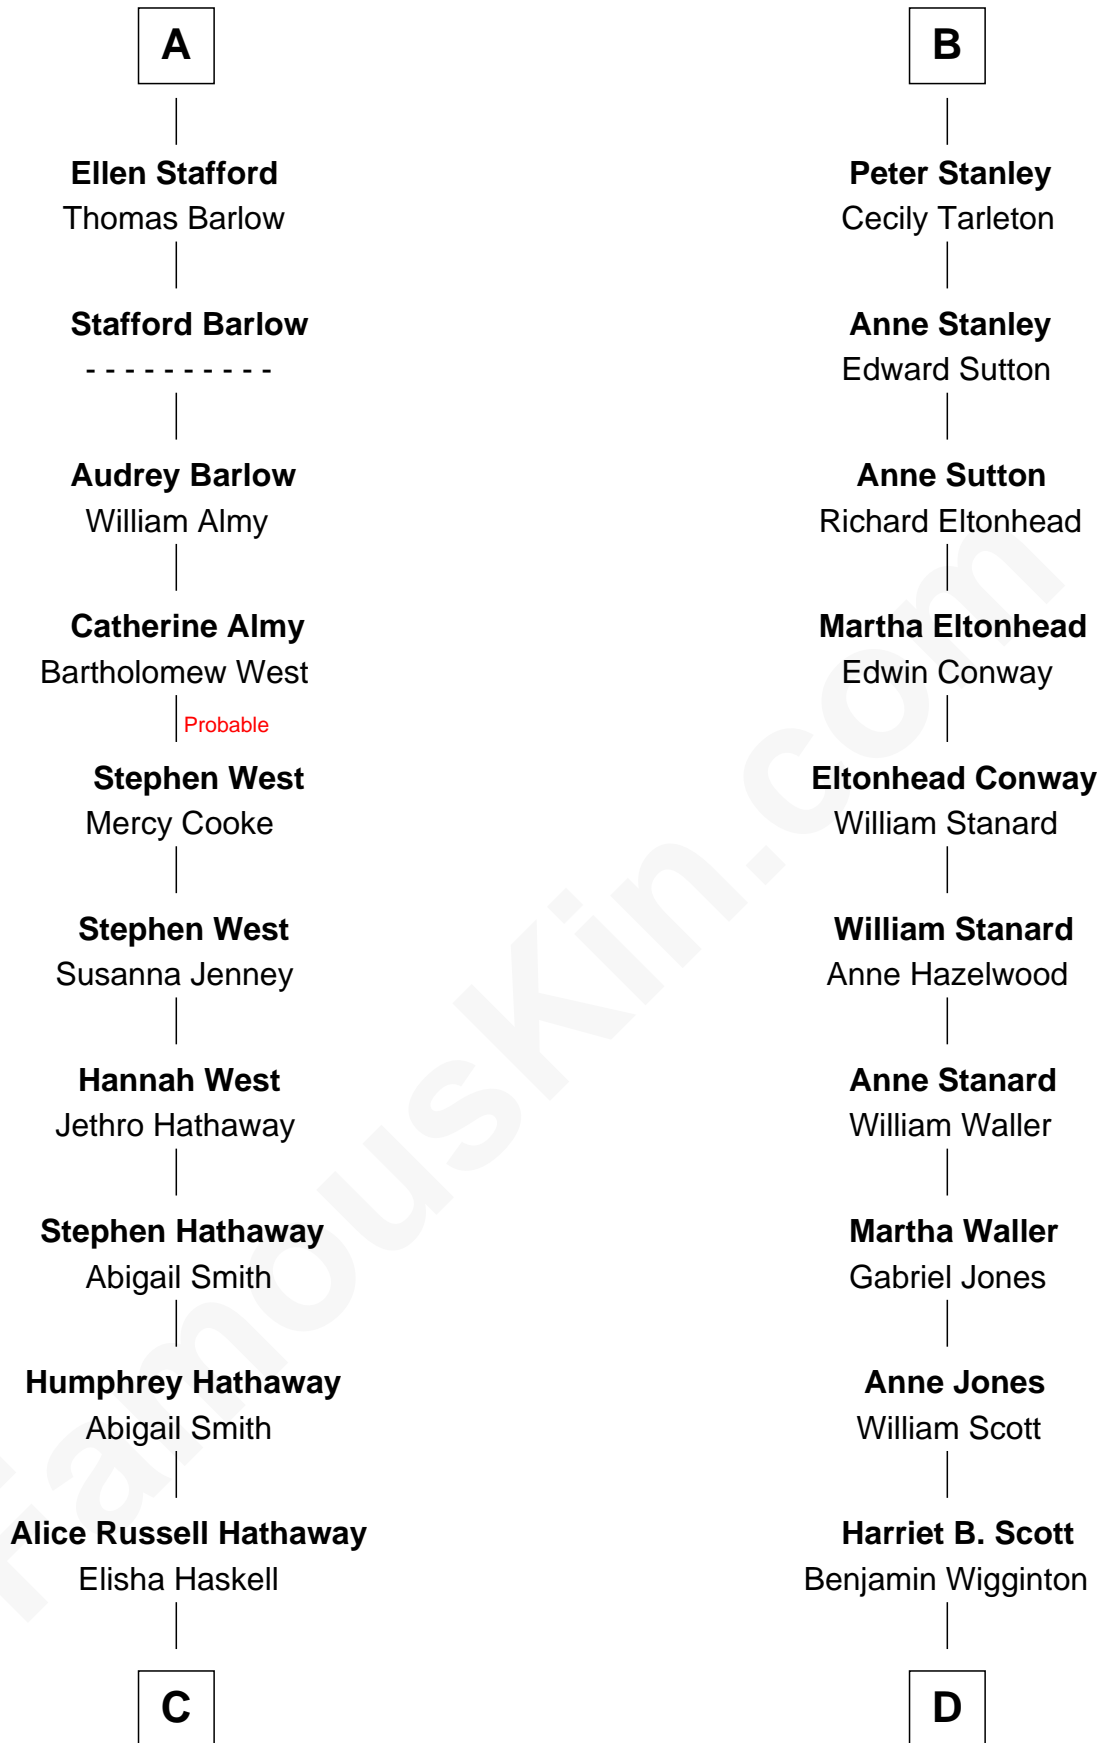 A
Ellen Stafford
Thomas Barlow
Stafford Barlow
- - - - - - - - - -
Audrey Barlow
William Almy
Catherine Almy
Bartholomew West
Probable
Stephen West
Mercy Cooke
Stephen West
Susanna Jenney
Hannah West
Jethro Hathaway
Stephen Hathaway
Abigail Smith
Humphrey Hathaway
Abigail Smith
Alice Russell Hathaway
Elisha Haskell
C
B
Peter Stanley
Cecily Tarleton
Anne Stanley
Edward Sutton
Anne Sutton
Richard Eltonhead
Martha Eltonhead
Edwin Conway
Eltonhead Conway
William Stanard
William Stanard
Anne Hazelwood
Anne Stanard
William Waller
Martha Waller
Gabriel Jones
Anne Jones
William Scott
Harriet B. Scott
Benjamin Wigginton
D
FamousKin.com